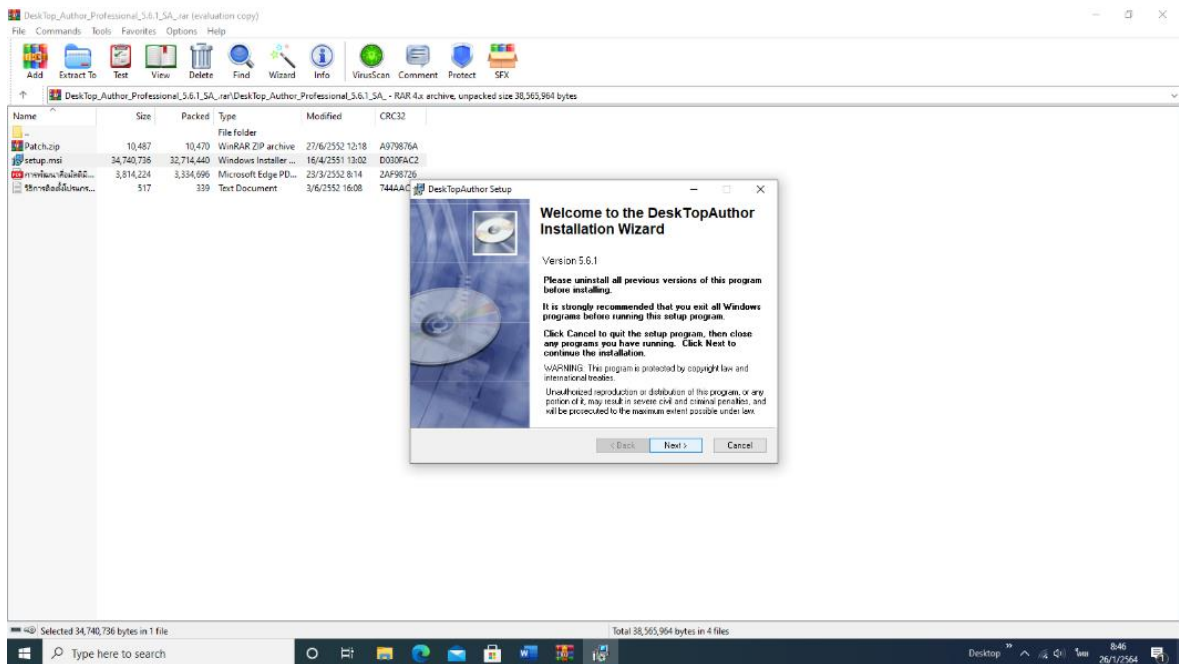 DeskTop_Author_Professional_5.6.1_SA_.rar (evaluation copy)
File Commands Tools Favorites Options Help
Add Extract To Test View Delete Find Wizard Info VirusScan Comment Protect SFX
DeskTop_Author_Professional_5.6.1_SA_.rar\DeskTop_Author_Professional_5.6.1_SA_ - RAR 4.x archive, unpacked size 38,565,964 bytes
Name Size Packed Type Modified CRC32
.. File folder
Patch.zip 10,487 10,470 WinRAR ZIP archive 27/6/2552 12:18 A979876A
setup.msi 34,740,736 32,714,440 Windows Installer ... 16/4/2551 13:02 D030FAC2
3,814,224 3,334,696 Microsoft Edge PD... 23/3/2552 8:14 2AF98726
517 339 Text Document 3/6/2552 16:08 744AAC
DeskTopAuthor Setup
Welcome to the DeskTopAuthor
Installation Wizard
Version 5.6.1
Please uninstall all previous versions of this program
before installing.
It is strongly recommended that you exit all Windows
programs before running this setup program.
Click Cancel to quit the setup program, then close
any programs you have running. Click Next to
continue the installation.
WARNING: This program is protected by copyright law and
international treaties.
Unauthorized reproduction or distribution of this program, or any
portion of it, may result in severe civil and criminal penalties, and
will be prosecuted to the maximum extent possible under law.
< Back Next > Cancel
Selected 34,740,736 bytes in 1 file Total 38,565,964 bytes in 4 files
Type here to search Desktop ไทย 8:46
26/1/2564